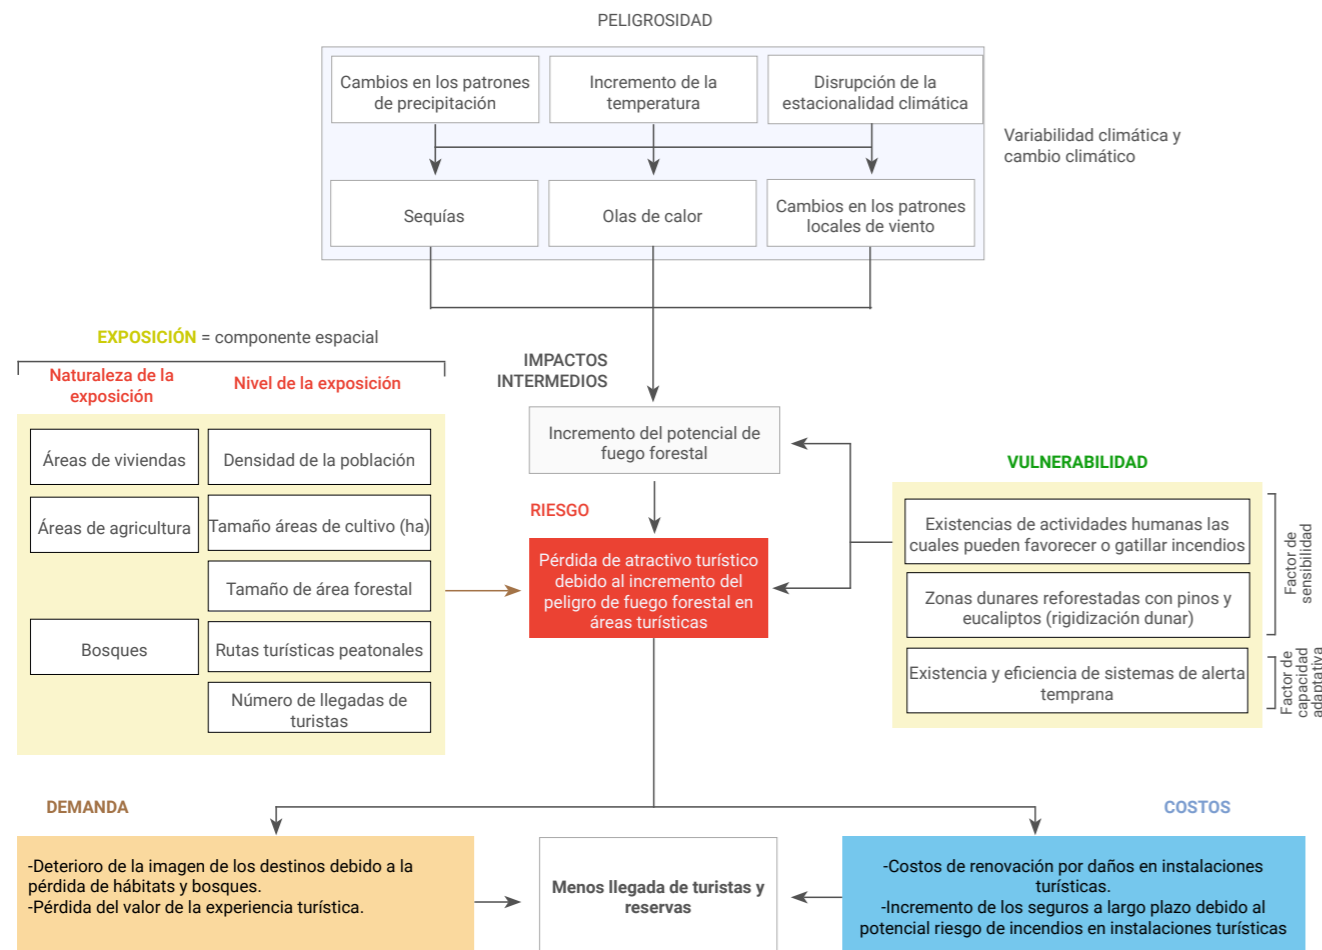 PELIGROSIDAD
Cambios en los patrones
de precipitación
Incremento de la
temperatura
Disrupción de la
estacionalidad climática
Variabilidad climática y
cambio climático
Sequías
Olas de calor
Cambios en los patrones
locales de viento
EXPOSICIÓN = componente espacial
Naturaleza de la
exposición
Nivel de la exposición
Áreas de viviendas
Densidad de la población
Áreas de agricultura
Tamaño áreas de cultivo (ha)
Tamaño de área forestal
Bosques
Rutas turísticas peatonales
Número de llegadas de
turistas
IMPACTOS
INTERMEDIOS
Incremento del potencial de
fuego forestal
RIESGO
Pérdida de atractivo turístico
debido al incremento del
peligro de fuego forestal en
áreas turísticas
VULNERABILIDAD
Existencias de actividades humanas las
cuales pueden favorecer o gatillar incendios
Zonas dunares reforestadas con pinos y
eucaliptos (rigidización dunar)
Factor de
sensibilidad
Existencia y eficiencia de sistemas de alerta
temprana
Factor de
capacidad
adaptativa
DEMANDA
-Deterioro de la imagen de los destinos debido a la
pérdida de hábitats y bosques.
-Pérdida del valor de la experiencia turística.
Menos llegada de turistas y
reservas
COSTOS
-Costos de renovación por daños en instalaciones
turísticas.
-Incremento de los seguros a largo plazo debido al
potencial riesgo de incendios en instalaciones turísticas